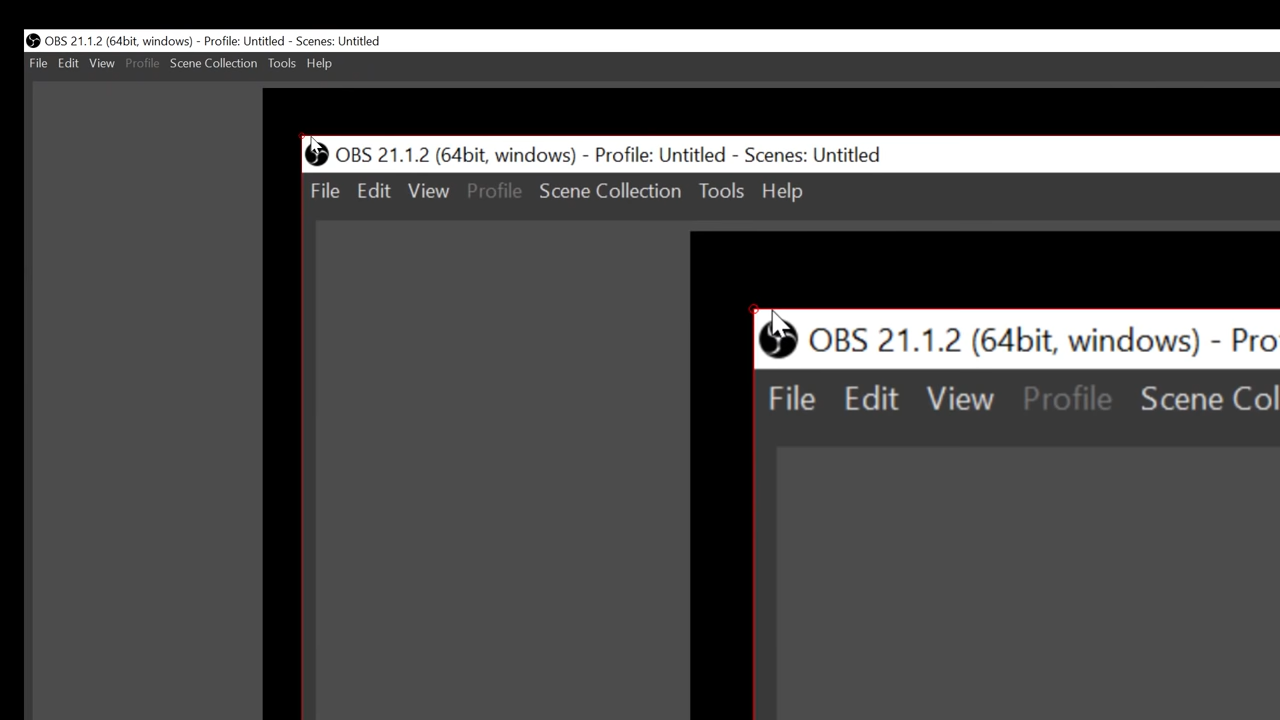 OBS 21.1.2 (64bit, windows) - Profile: Untitled - Scenes: Untitled
File Edit View Profile Scene Collection Tools Help
OBS 21.1.2 (64bit, windows) - Profile: Untitled - Scenes: Untitled
File Edit View Profile Scene Collection Tools Help
OBS 21.1.2 (64bit, windows) - Pro
File Edit View Profile Scene Col